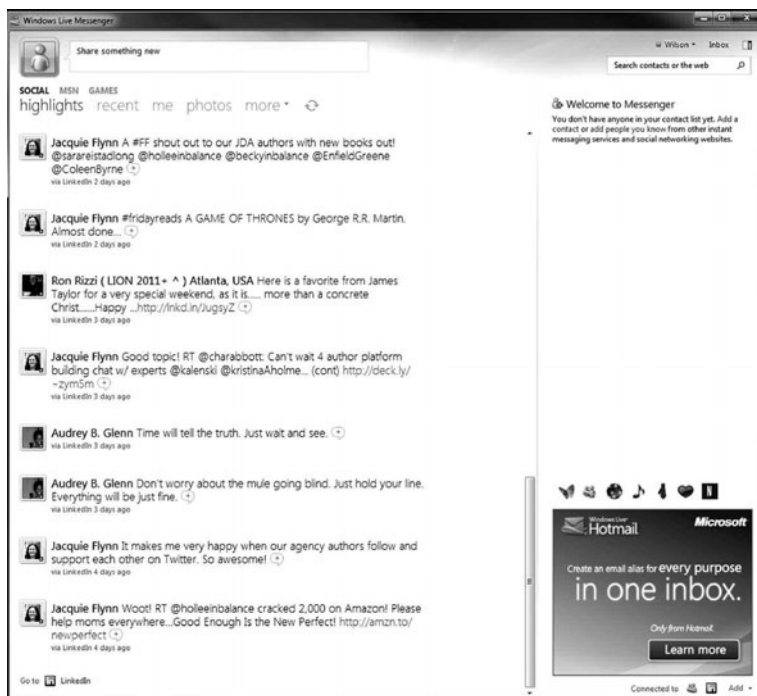 Windows Live Messenger
Share something new
Wilson
Inbox
Search contacts or the web
SOCIAL MSN GAMES
highlights recent me photos more
Jacquie Flynn A #FF shout out to our JDA authors with new books out!
@sarareistadlong @holleeinbalance @beckyinbalance @EnfieldGreene
@ColeenByrne
via LinkedIn 2 days ago
Jacquie Flynn #fridayreads A GAME OF THRONES by George R.R. Martin.
Almost done...
via LinkedIn 2 days ago
Ron Rizzi ( LION 2011+ ^ ) Atlanta, USA Here is a favorite from James
Taylor for a very special weekend, as it is..... more than a concrete
Christ......Happy ...http://lnkd.in/JugsyZ
via LinkedIn 3 days ago
Jacquie Flynn Good topic! RT @charabbott: Can't wait 4 author platform
building chat w/ experts @kalenski @kristinaAholme... (cont) http://deck.ly/
~zymSm
via LinkedIn 3 days ago
Audrey B. Glenn Time will tell the truth. Just wait and see.
via LinkedIn 3 days ago
Audrey B. Glenn Don't worry about the mule going blind. Just hold your line.
Everything will be just fine.
via LinkedIn 3 days ago
Jacquie Flynn It makes me very happy when our agency authors follow and
support each other on Twitter. So awesome!
via LinkedIn 4 days ago
Jacquie Flynn Woot! RT @holleeinbalance cracked 2,000 on Amazon! Please
help moms everywhere...Good Enough Is the New Perfect! http://amzn.to/
newperfect
via LinkedIn 4 days ago
Go to LinkedIn
Welcome to Messenger
You don't have anyone in your contact list yet. Add a
contact or add people you know from other instant
messaging services and social networking websites.
N
Windows Live
Hotmail
Microsoft
Create an email alias for every purpose
in one inbox.
Only from Hotmail.
Learn more
Connected to
Add